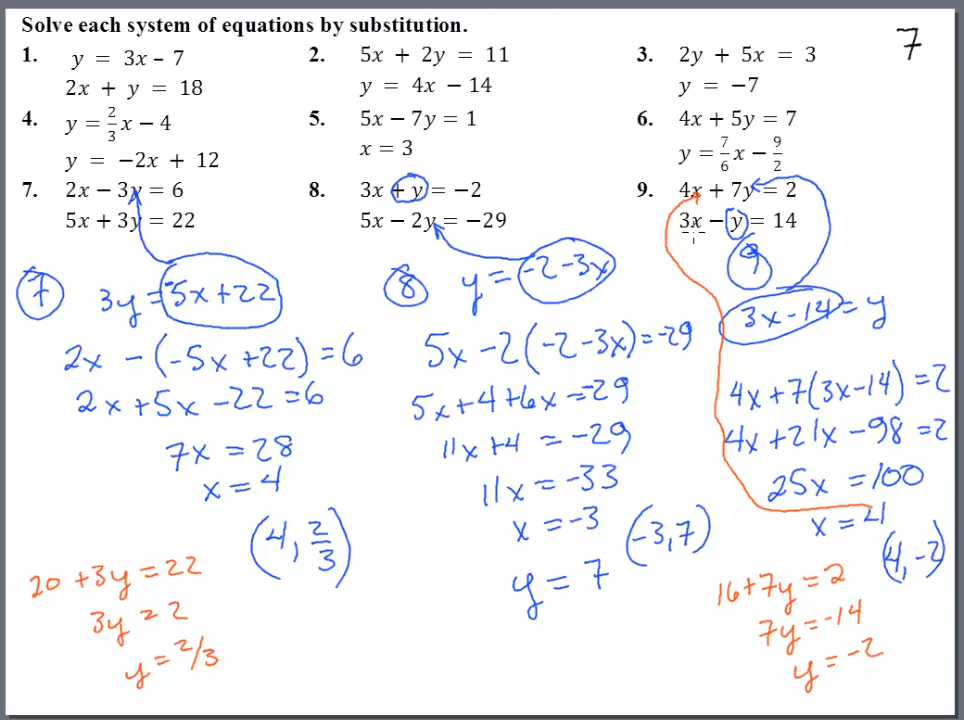 Solve each system of equations by substitution.
7
1. y = 3x – 7
2x + y = 18
2. 5x + 2y = 11
y = 4x − 14
3. 2y + 5x = 3
y = −7
4. y = 2/3 x − 4
y = −2x + 12
5. 5x − 7y = 1
x = 3
6. 4x + 5y = 7
y = 7/6 x − 9/2
7. 2x − 3y = 6
5x + 3y = 22
8. 3x + y = −2
5x − 2y = −29
9. 4x + 7y = 2
3x − y = 14
7
3y = -5x+22
2x - (-5x+22) = 6
2x+5x-22=6
7x = 28
x = 4
(4, 2/3)
20 + 3y = 22
3y = 2
y = 2/3
8
y = -2-3x
5x-2(-2-3x)=-29
5x+4+6x=-29
11x+4 = -29
11x = -33
x = -3
(-3,7)
y = 7
9
3x-14 = y
4x+7(3x-14)=2
4x+21x-98=2
25x = 100
x = 4
(4,-2)
16+7y=2
7y=-14
y = -2